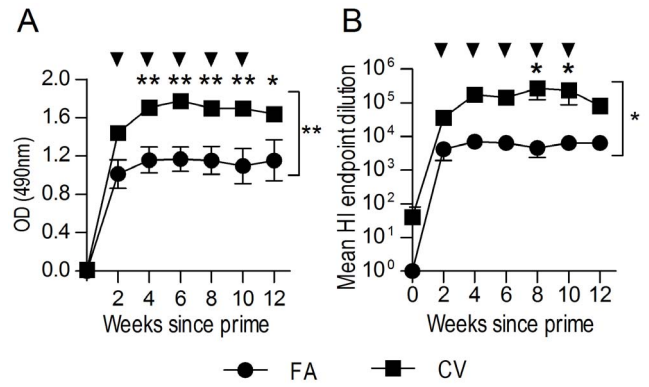 A
B
** ** ** ** *
* *
2.0
1.6
1.2
0.8
0.4
0.0
**
10⁶
10⁵
10⁴
10³
10²
10¹
10⁰
*
OD (490nm)
Mean HI endpoint dilution
2 4 6 8 10 12
0 2 4 6 8 10 12
Weeks since prime
Weeks since prime
FA CV